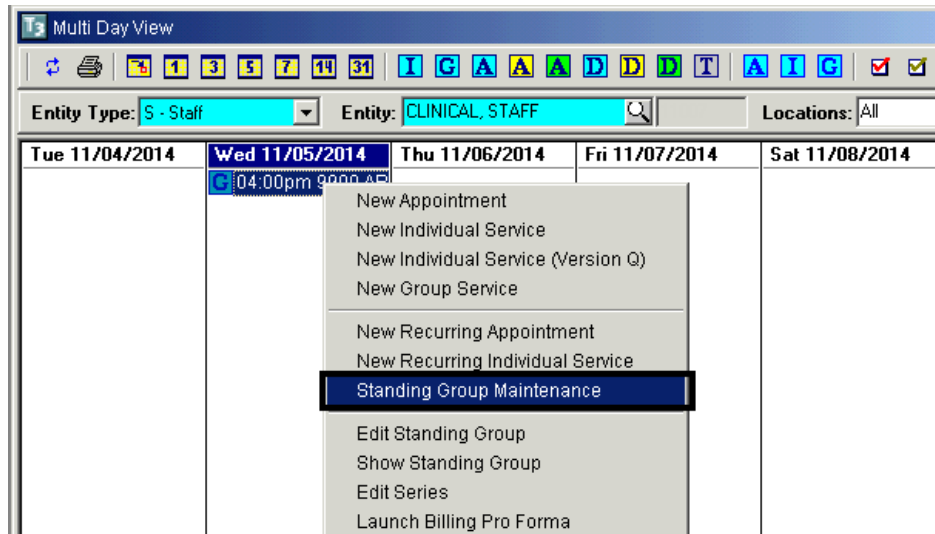 T3 Multi Day View
1 3 5 7 14 31 I G A A A D D D T A I G
Entity Type: S - Staff Entity: CLINICAL, STAFF Locations: All
Tue 11/04/2014 Wed 11/05/2014 Thu 11/06/2014 Fri 11/07/2014 Sat 11/08/2014
G 04:00pm
New Appointment
New Individual Service
New Individual Service (Version Q)
New Group Service
New Recurring Appointment
New Recurring Individual Service
Standing Group Maintenance
Edit Standing Group
Show Standing Group
Edit Series
Launch Billing Pro Forma